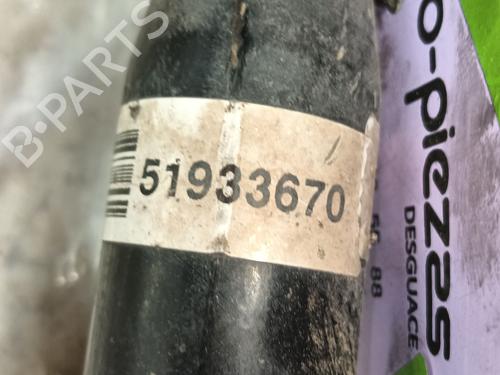 B-PARTS
51933670
o-piezas
DESGUACE
88